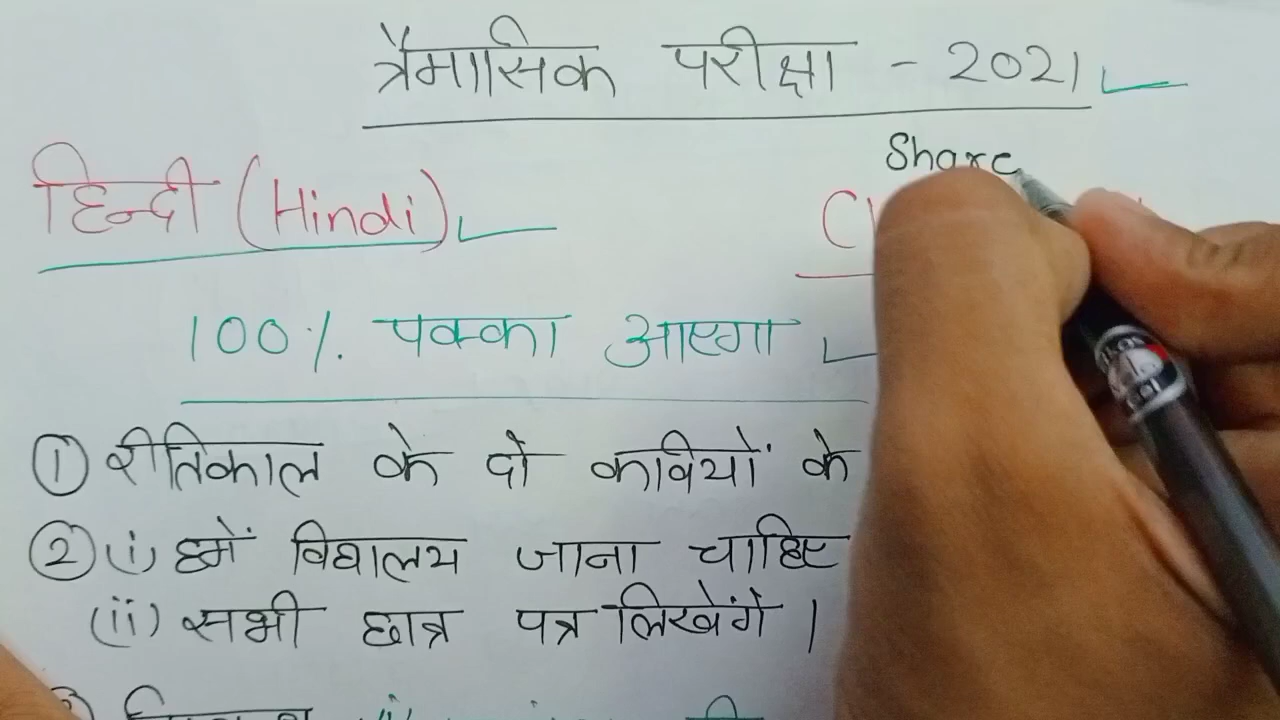 त्रैमासिक परीक्षा - 2021
Share
हिन्दी (Hindi)
100% पक्का आएगा
① रीतिकाल के दो कवियों के
② (i) हमें विद्यालय जाना चाहिए
(ii) सभी छात्र पत्र लिखेंगे।